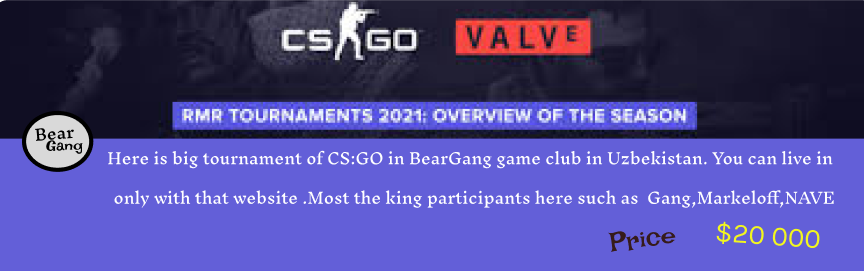 CS GO VALVE
RMR TOURNAMENTS 2021: OVERVIEW OF THE SEASON
Bear
Gang
Here is big tournament of CS:GO in BearGang game club in Uzbekistan. You can live in
only with that website .Most the king participants here such as Gang,Markeloff,NAVE
Price $20 000